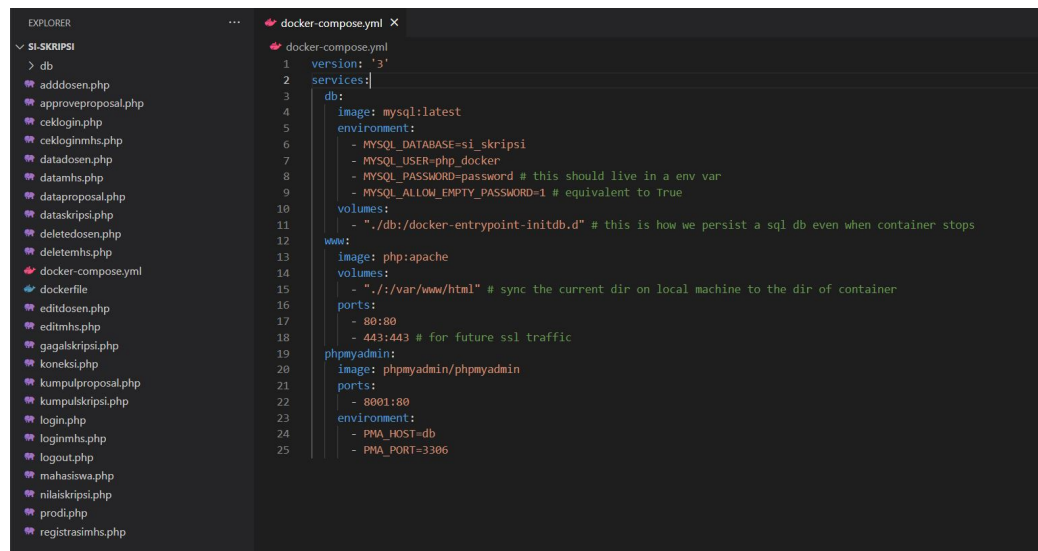 EXPLORER
···
docker-compose.yml
SI-SKRIPSI
db
adddosen.php
approveproposal.php
ceklogin.php
cekloginmhs.php
datadosen.php
datamhs.php
dataproposal.php
dataskripsi.php
deletedosen.php
deletemhs.php
docker-compose.yml
dockerfile
editdosen.php
editmhs.php
gagalskripsi.php
koneksi.php
kumpulproposal.php
kumpulskripsi.php
login.php
loginmhs.php
logout.php
mahasiswa.php
nilaiskripsi.php
prodi.php
registrasimhs.php
docker-compose.yml
1 version: '3'
2 services:
3 db:
4 image: mysql:latest
5 environment:
6 - MYSQL_DATABASE=si_skripsi
7 - MYSQL_USER=php_docker
8 - MYSQL_PASSWORD=password # this should live in a env var
9 - MYSQL_ALLOW_EMPTY_PASSWORD=1 # equivalent to True
10 volumes:
11 - "./db:/docker-entrypoint-initdb.d" # this is how we persist a sql db even when container stops
12 www:
13 image: php:apache
14 volumes:
15 - "./:/var/www/html" # sync the current dir on local machine to the dir of container
16 ports:
17 - 80:80
18 - 443:443 # for future ssl traffic
19 phpmyadmin:
20 image: phpmyadmin/phpmyadmin
21 ports:
22 - 8001:80
23 environment:
24 - PMA_HOST=db
25 - PMA_PORT=3306